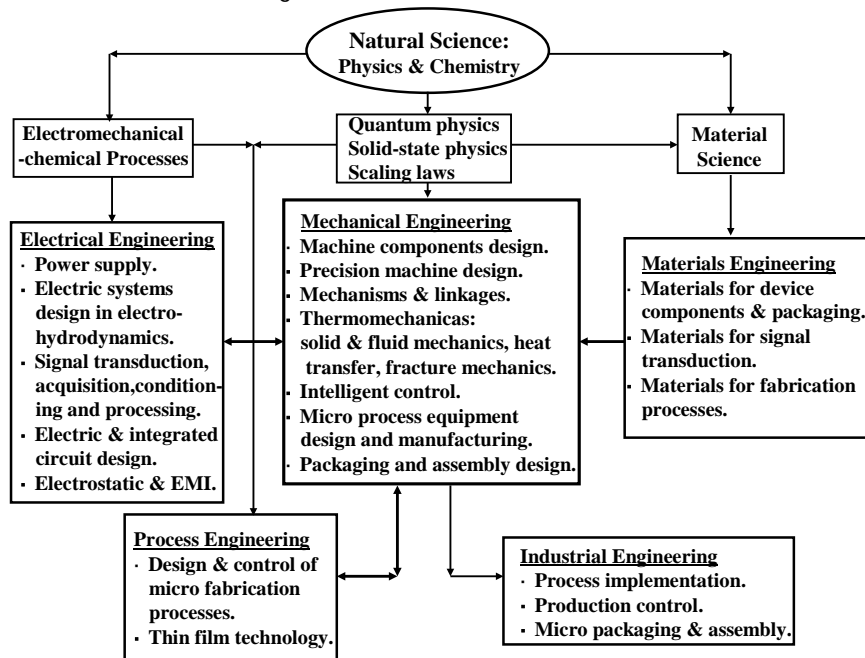 Natural Science:
Physics & Chemistry
Electromechanical
-chemical Processes
Quantum physics
Solid-state physics
Scaling laws
Material
Science
Electrical Engineering
· Power supply.
▪ Electric systems
design in electro-
hydrodynamics.
▪ Signal transduction,
acquisition,condition-
ing and processing.
▪ Electric & integrated
circuit design.
▪ Electrostatic & EMI.
Mechanical Engineering
· Machine components design.
▪ Precision machine design.
▪ Mechanisms & linkages.
▪ Thermomechanicas:
solid & fluid mechanics, heat
transfer, fracture mechanics.
▪ Intelligent control.
▪ Micro process equipment
design and manufacturing.
▪ Packaging and assembly design.
Materials Engineering
· Materials for device
components & packaging.
▪ Materials for signal
transduction.
▪ Materials for fabrication
processes.
Process Engineering
· Design & control of
micro fabrication
processes.
▪ Thin film technology.
Industrial Engineering
▪ Process implementation.
▪ Production control.
▪ Micro packaging & assembly.